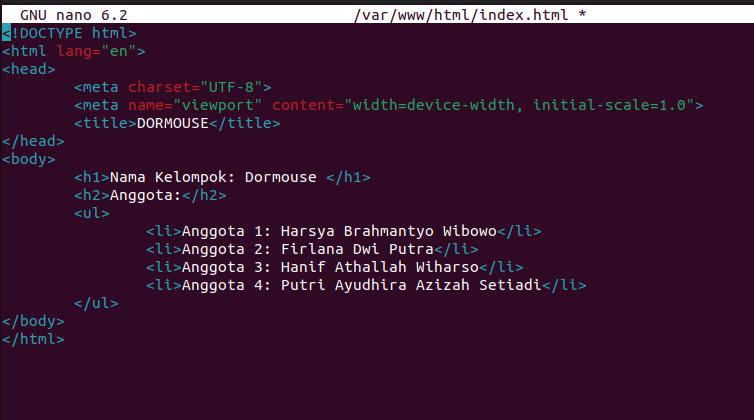 GNU nano 6.2 /var/www/html/index.html *
<!DOCTYPE html>
<html lang="en">
<head>
<meta charset="UTF-8">
<meta name="viewport" content="width=device-width, initial-scale=1.0">
<title>DORMOUSE</title>
</head>
<body>
<h1>Nama Kelompok: Dormouse </h1>
<h2>Anggota:</h2>
<ul>
<li>Anggota 1: Harsya Brahmantyo Wibowo</li>
<li>Anggota 2: Firlana Dwi Putra</li>
<li>Anggota 3: Hanif Athallah Wiharso</li>
<li>Anggota 4: Putri Ayudhira Azizah Setiadi</li>
</ul>
</body>
</html>